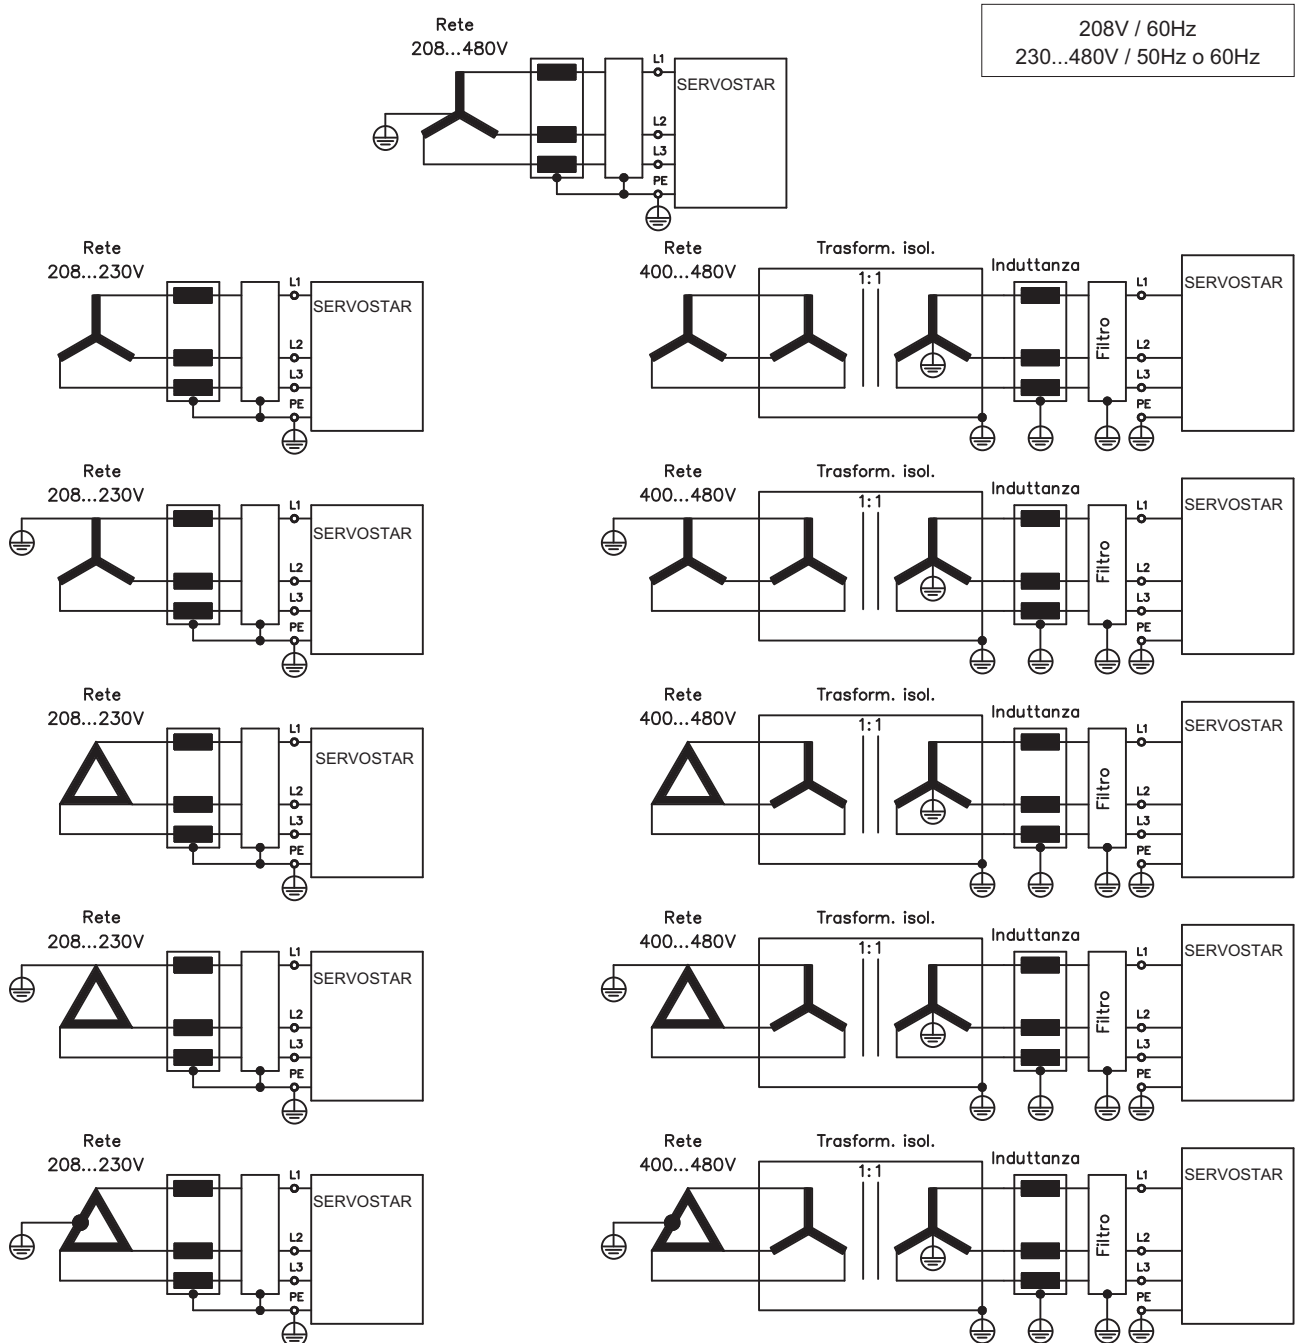 Rete
208...480V
L1
SERVOSTAR
L2
L3
PE
208V / 60Hz
230...480V / 50Hz o 60Hz
Rete
208...230V
L1
SERVOSTAR
L2
L3
PE
Rete
400...480V
Trasform. isol.
1:1
Induttanza
Filtro
L1
SERVOSTAR
L2
L3
PE
Rete
208...230V
L1
SERVOSTAR
L2
L3
PE
Rete
400...480V
Trasform. isol.
1:1
Induttanza
Filtro
L1
SERVOSTAR
L2
L3
PE
Rete
208...230V
L1
SERVOSTAR
L2
L3
PE
Rete
400...480V
Trasform. isol.
1:1
Induttanza
Filtro
L1
SERVOSTAR
L2
L3
PE
Rete
208...230V
L1
SERVOSTAR
L2
L3
PE
Rete
400...480V
Trasform. isol.
1:1
Induttanza
Filtro
L1
SERVOSTAR
L2
L3
PE
Rete
208...230V
L1
SERVOSTAR
L2
L3
PE
Rete
400...480V
Trasform. isol.
1:1
Induttanza
Filtro
L1
SERVOSTAR
L2
L3
PE